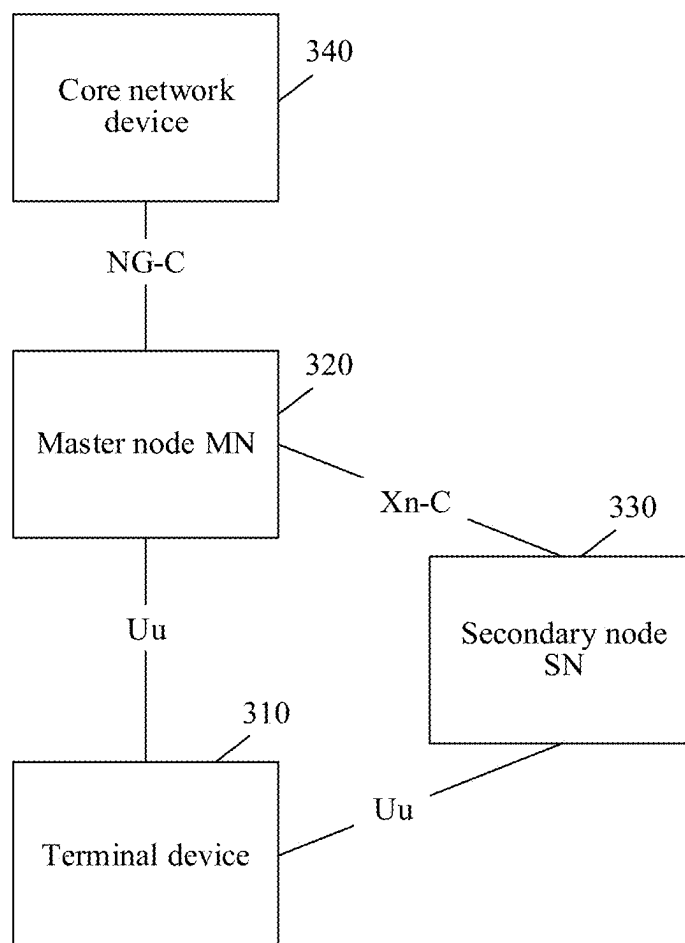 340
Core network
device
NG-C
320
Master node MN
Xn-C
330
Uu
Secondary node
SN
310
Uu
Terminal device